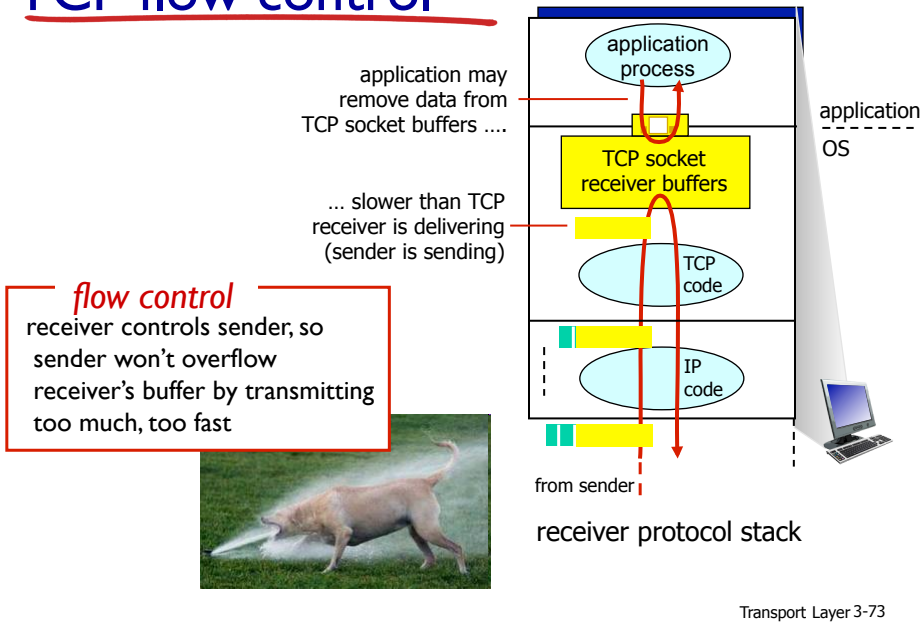 TCP flow control
application
process
application may
remove data from
TCP socket buffers ….
application
OS
TCP socket
receiver buffers
… slower than TCP
receiver is delivering
(sender is sending)
TCP
code
flow control
receiver controls sender, so
sender won’t overflow
receiver’s buffer by transmitting
too much, too fast
IP
code
from sender
receiver protocol stack
Transport Layer 3-73